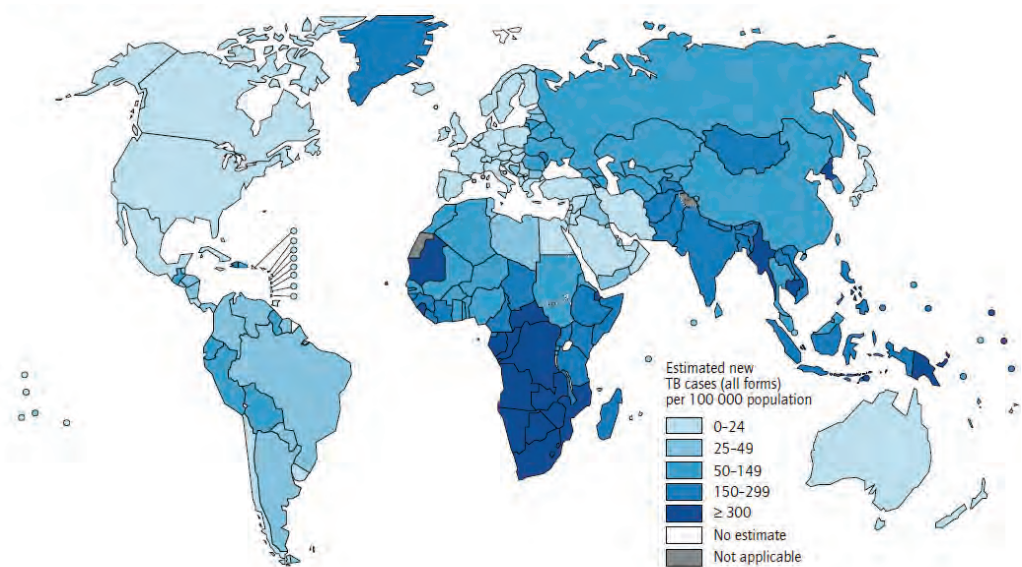 Estimated new
TB cases (all forms)
per 100 000 population
0–24
25–49
50–149
150–299
≥ 300
No estimate
Not applicable